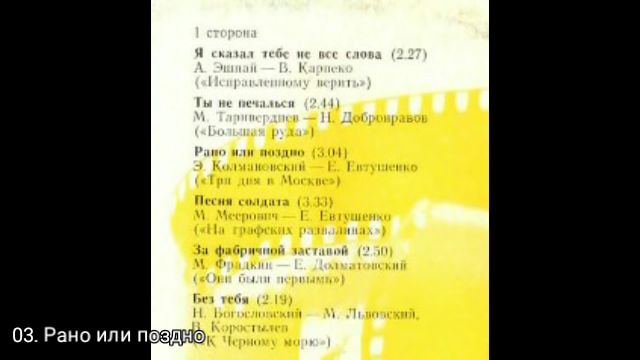 1 сторона
Я сказал тебе не все слова (2.27)
А. Эшпай — В. Карпеко
(«Исправленному верить»)
Ты не печалься (2.44)
М. Таривердиев — Н. Добронравов
(«Большая руда»)
Рано или поздно (3.04)
Э. Колмановский — Е. Евтушенко
(«Три дня в Москве»)
Песня солдата (3.33)
М. Меерович — Е. Евтушенко
(«На графских развалинах»)
За фабричной заставой (2.50)
М. Фрадкин — Е. Долматовский
(«Они были первыми»)
Без тебя (2.19)
Н. Богословский — М. Львовский,
В. Коростылев
(«К Черному морю»)
03. Рано или поздно